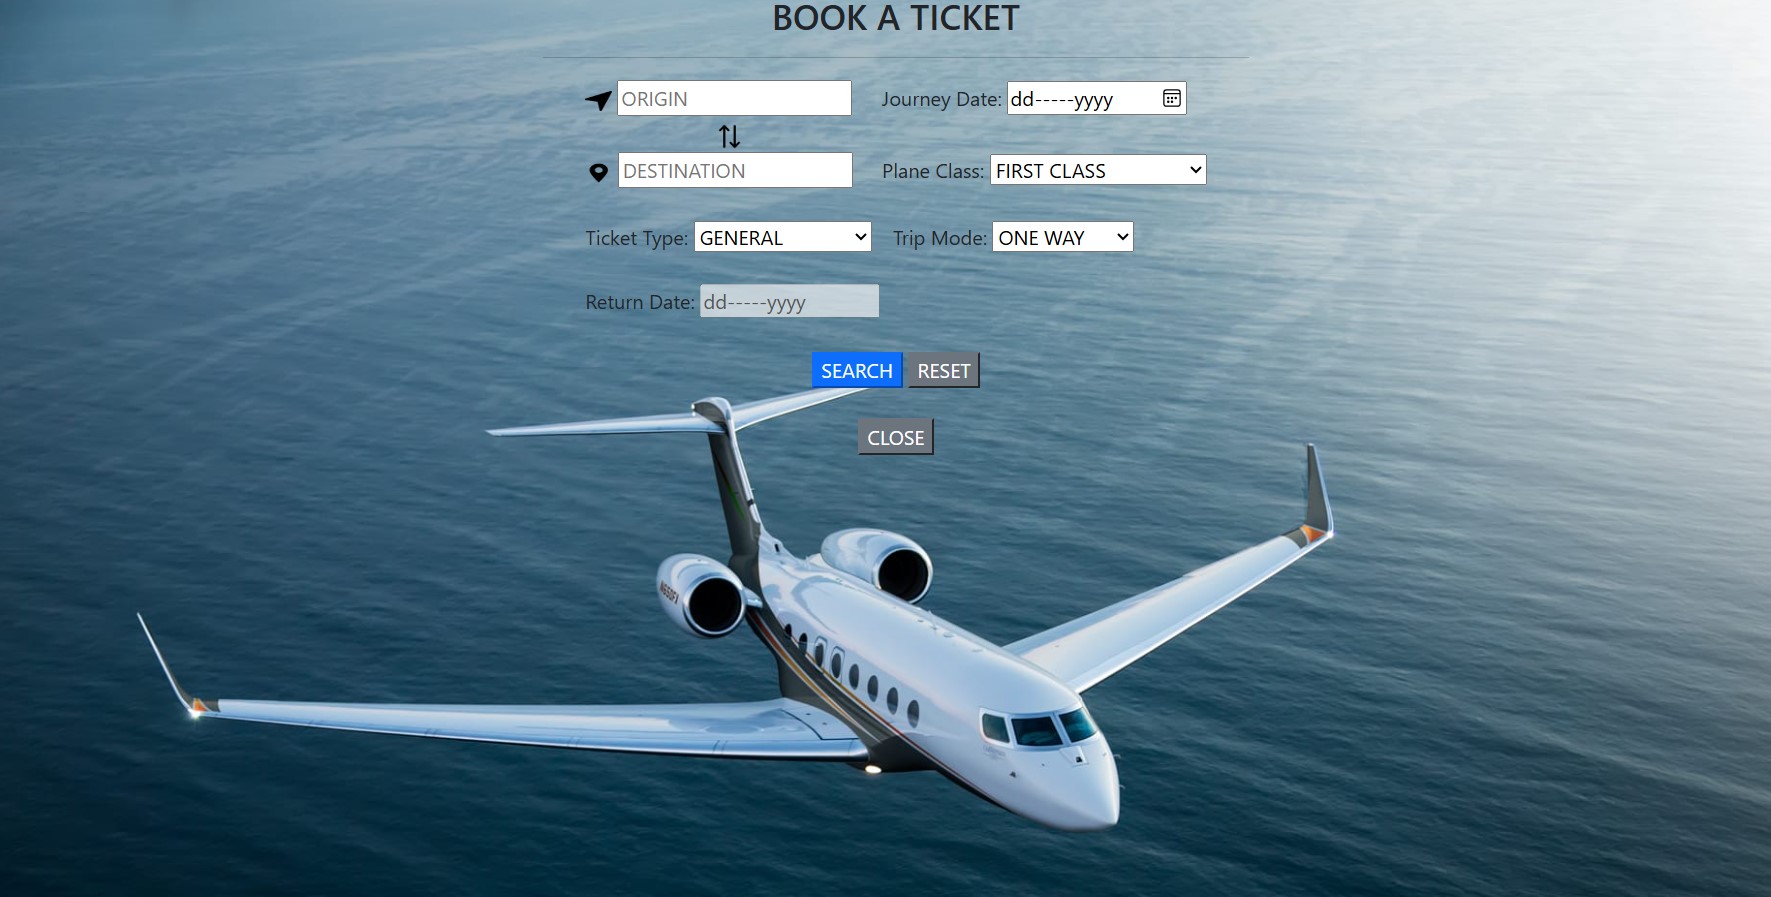 BOOK A TICKET
ORIGIN
Journey Date: dd-----yyyy
DESTINATION
Plane Class: FIRST CLASS
Ticket Type: GENERAL
Trip Mode: ONE WAY
Return Date: dd-----yyyy
SEARCH RESET
CLOSE
N650FX